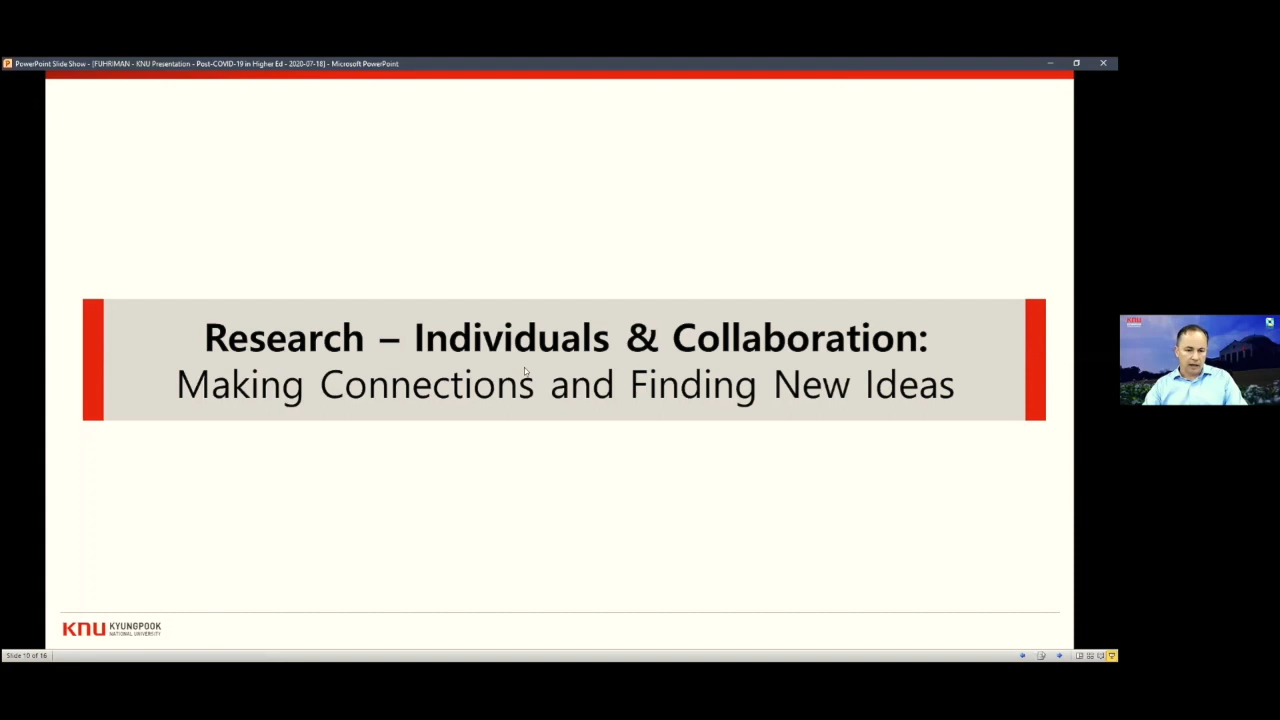 PowerPoint Slide Show - [FUHRIMAN - KNU Presentation - Post-COVID-19 in Higher Ed - 2020-07-18] - Microsoft PowerPoint
Research – Individuals & Collaboration:
Making Connections and Finding New Ideas
KNU KYUNGPOOK
NATIONAL UNIVERSITY
KNU
Slide 10 of 16